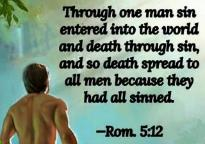 Through one man sin
entered into the world
and death through sin,
and so death spread to
all men because they
had all sinned.
—Rom. 5:12